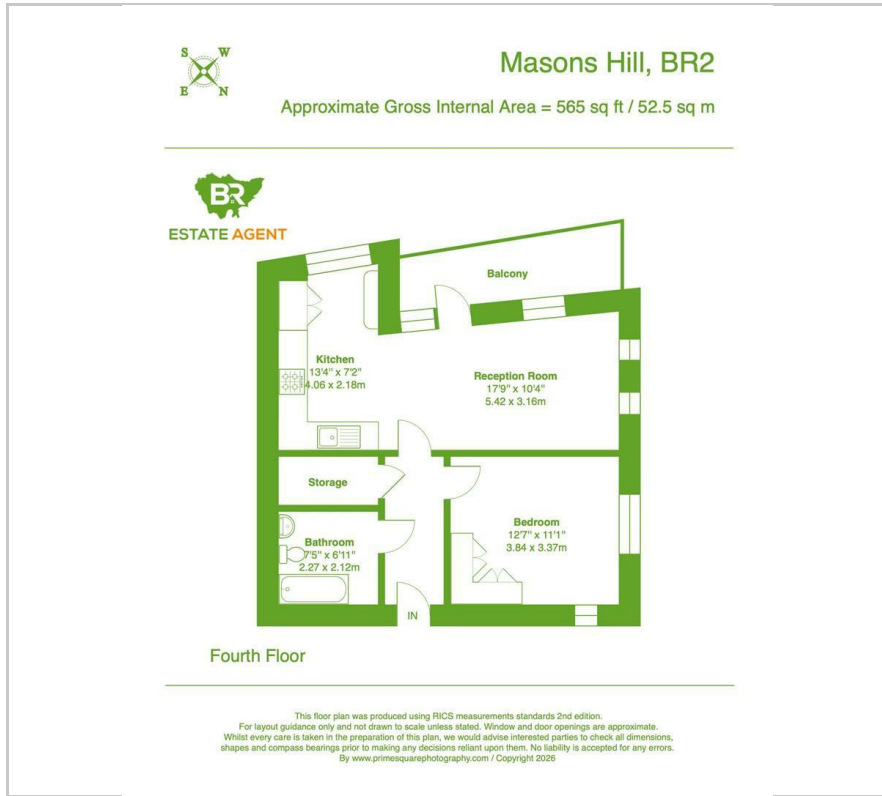 S W
E N
Masons Hill, BR2
Approximate Gross Internal Area = 565 sq ft / 52.5 sq m
BR
ESTATE AGENT
Balcony
Kitchen
13'4" x 7'2"
4.06 x 2.18m
Reception Room
17'9" x 10'4"
5.42 x 3.16m
Storage
Bathroom
7'5" x 6'11"
2.27 x 2.12m
Bedroom
12'7" x 11'1"
3.84 x 3.37m
IN
Fourth Floor
This floor plan was produced using RICS measurements standards 2nd edition.
For layout guidance only and not drawn to scale unless stated. Window and door openings are approximate.
Whilst every care is taken in the preparation of this plan, we would advise interested parties to check all dimensions,
shapes and compass bearings prior to making any decisions reliant upon them. No liability is accepted for any errors.
By www.primesquarephotography.com / Copyright 2026